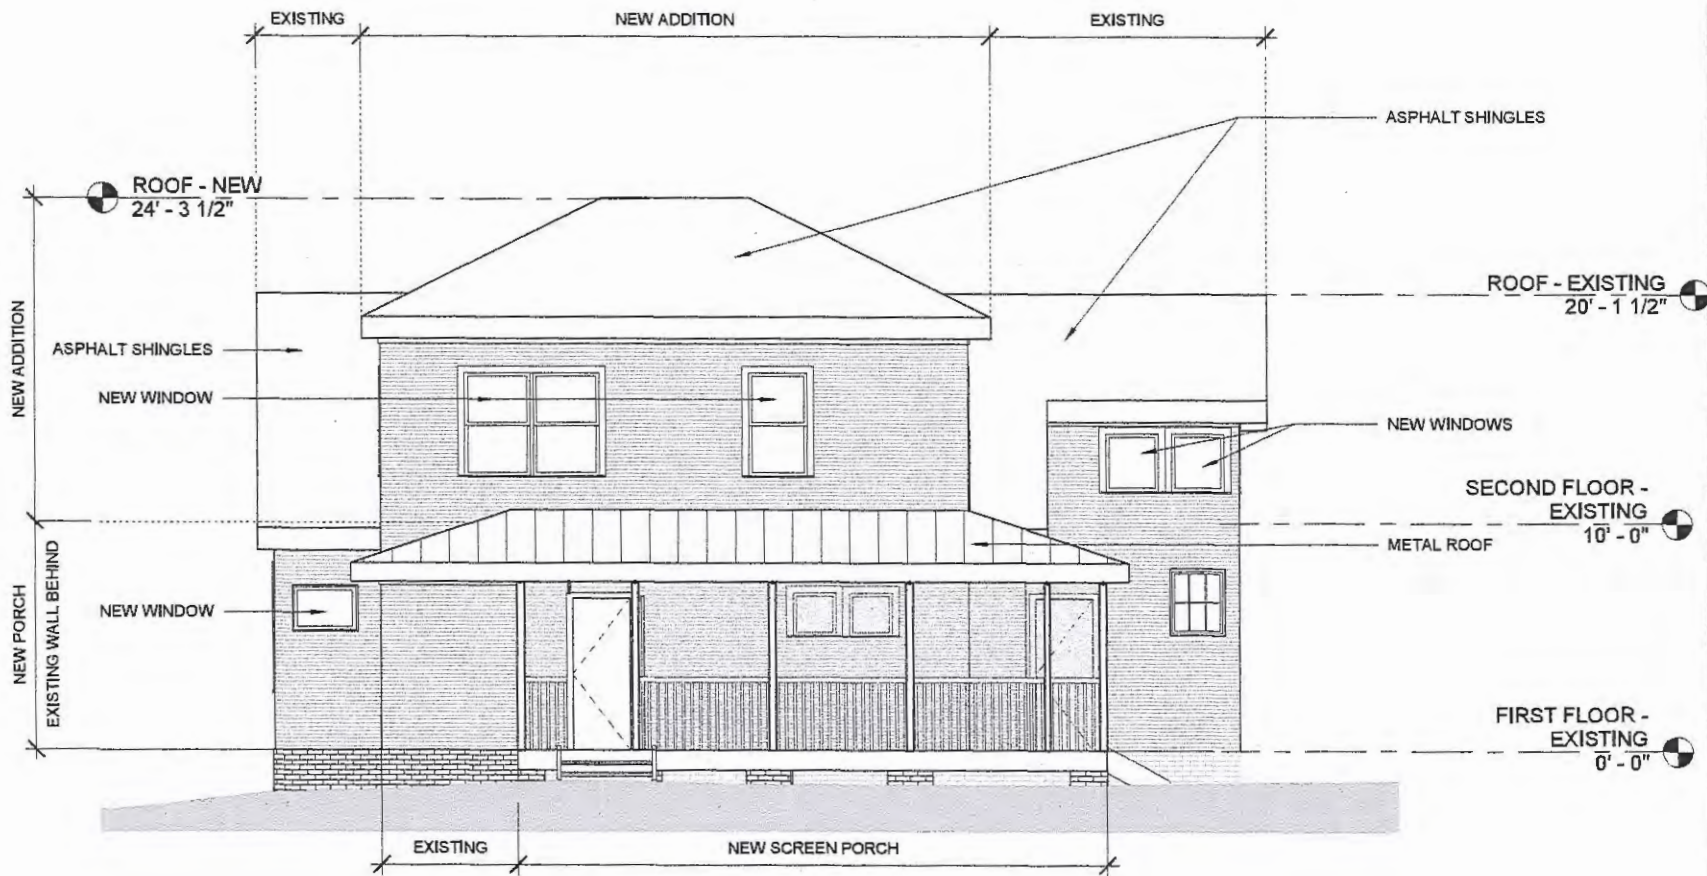 EXISTING
NEW ADDITION
EXISTING
ASPHALT SHINGLES
ROOF - NEW
24' - 3 1/2"
ROOF - EXISTING
20' - 1 1/2"
NEW ADDITION
ASPHALT SHINGLES
NEW WINDOW
NEW WINDOWS
SECOND FLOOR -
EXISTING
10' - 0"
METAL ROOF
NEW WINDOW
NEW PORCH
EXISTING WALL BEHIND
FIRST FLOOR -
EXISTING
0' - 0"
EXISTING
NEW SCREEN PORCH